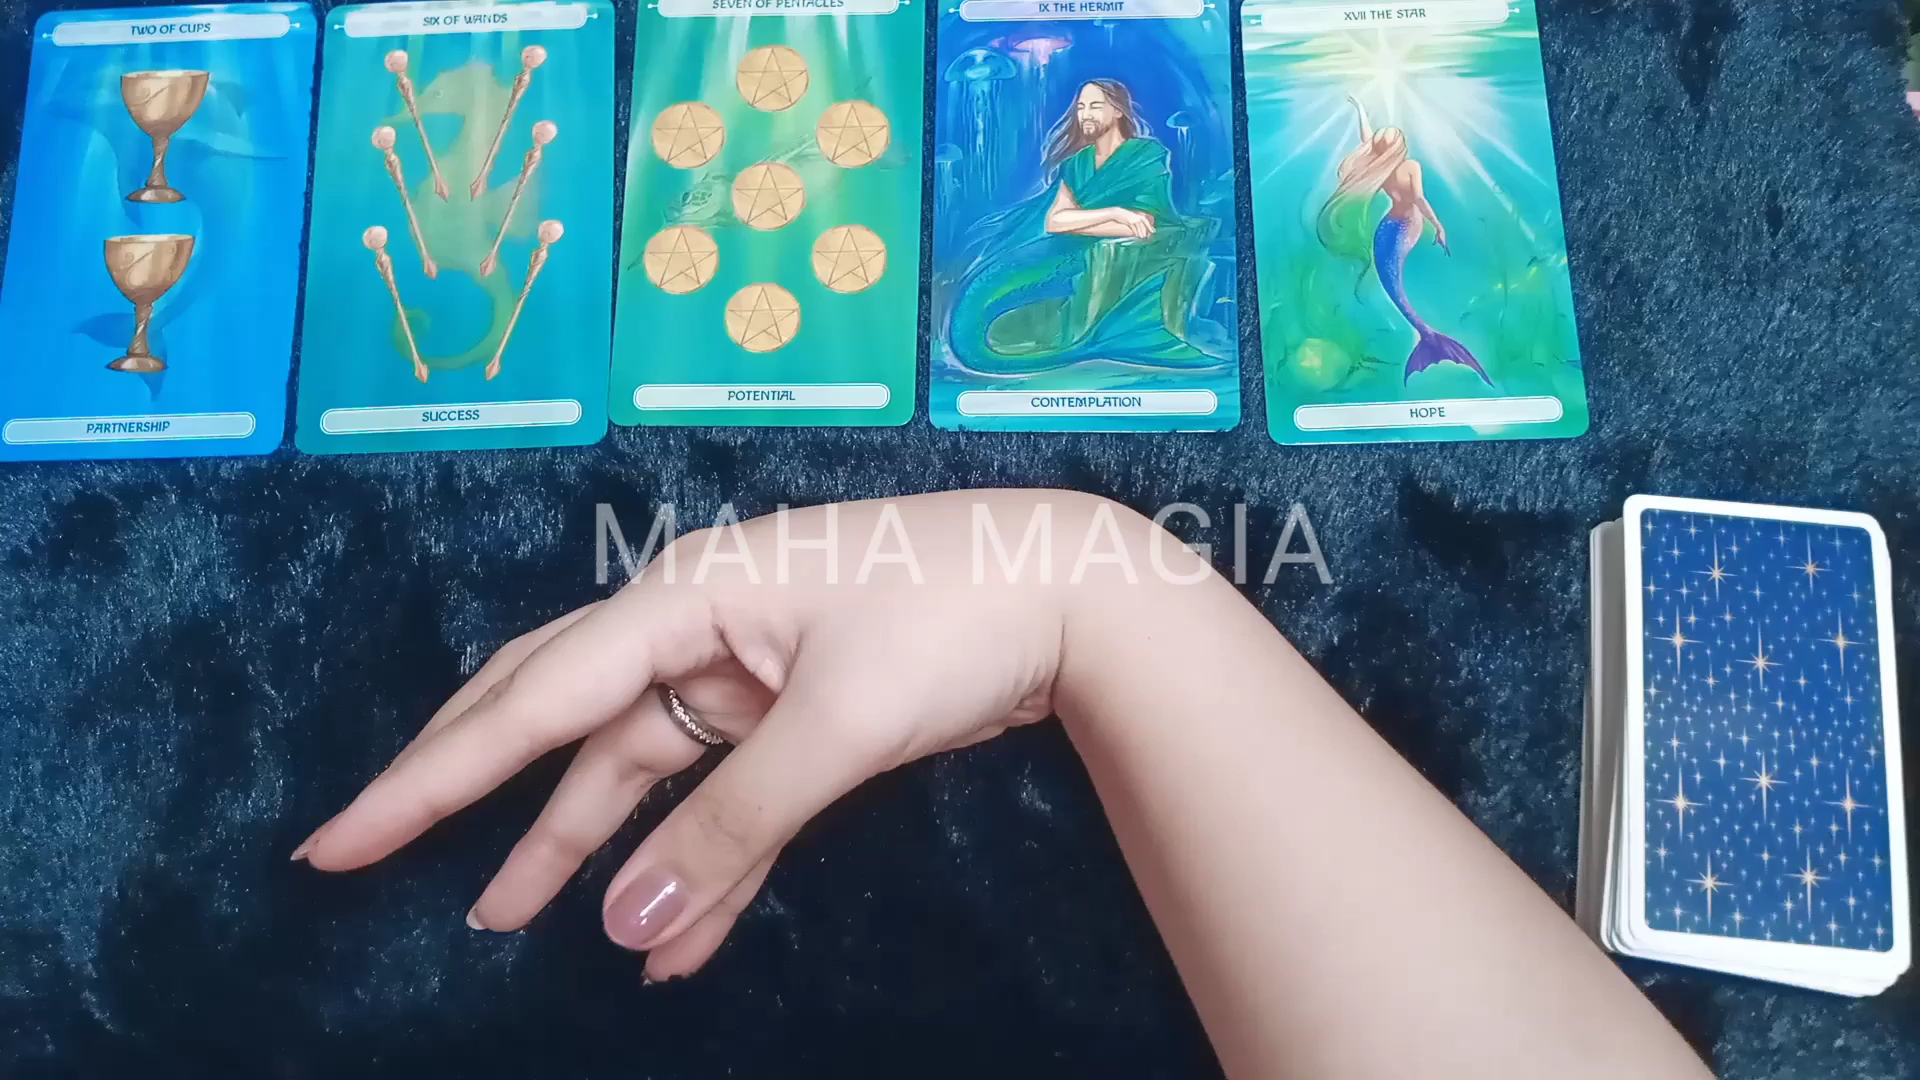 TWO OF CUPS
SIX OF WANDS
SEVEN OF PENTACLES
IX THE HERMIT
XVII THE STAR
PARTNERSHIP
SUCCESS
POTENTIAL
CONTEMPLATION
HOPE
MAHA MAGIA